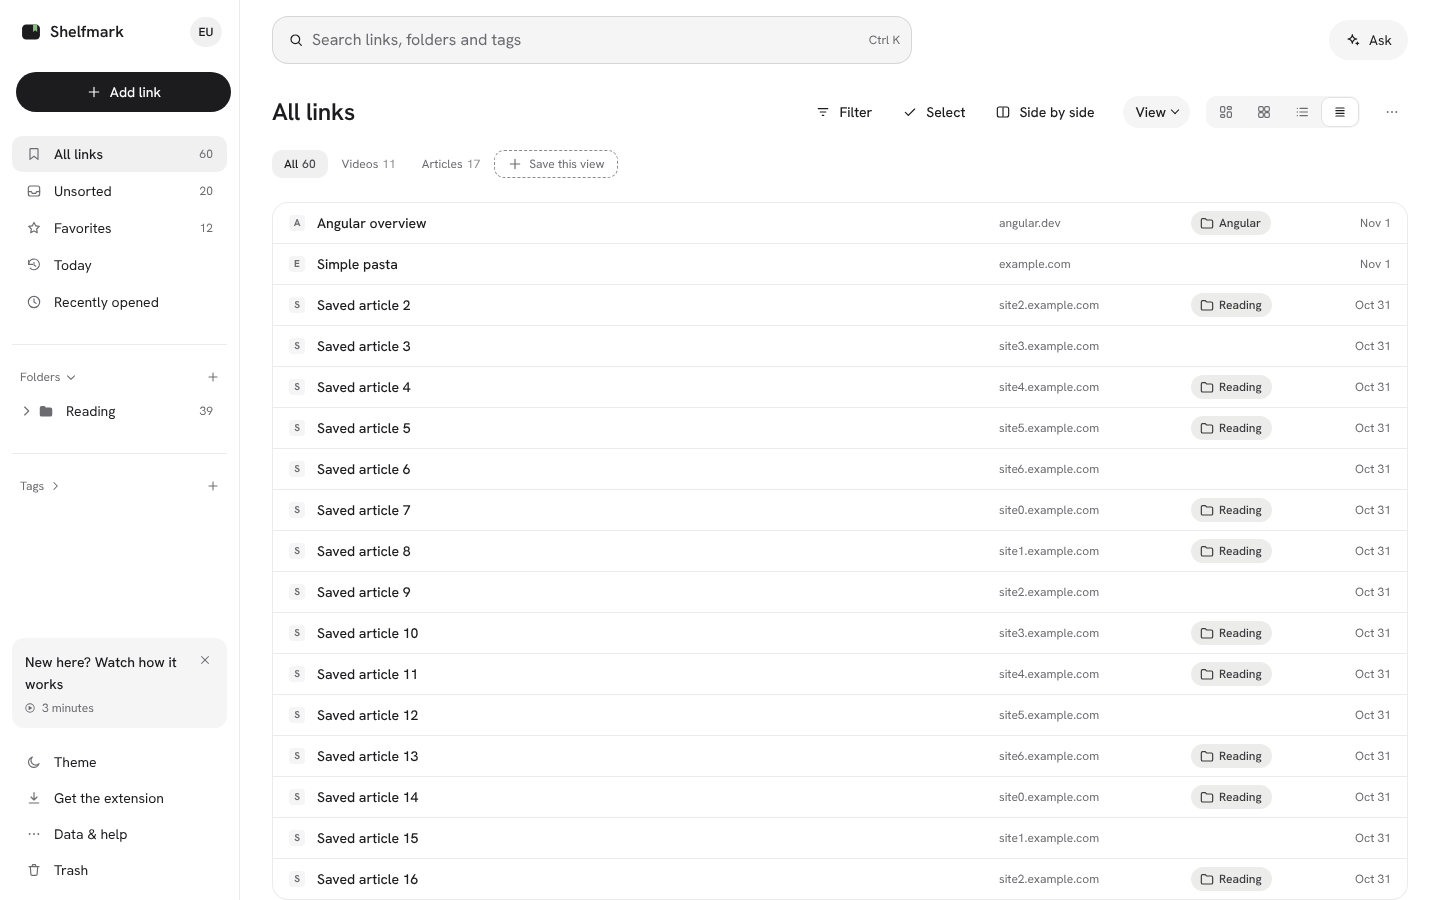 Shelfmark
EU
Add link
All links 60
Unsorted 20
Favorites 12
Today
Recently opened
Folders
Reading 39
Tags
New here? Watch how it
works
3 minutes
Theme
Get the extension
Data & help
Trash
Search links, folders and tags Ctrl K
Ask
All links
Filter
Select
Side by side
View
All 60
Videos 11
Articles 17
Save this view
A Angular overview angular.dev Angular Nov 1
E Simple pasta example.com Nov 1
S Saved article 2 site2.example.com Reading Oct 31
S Saved article 3 site3.example.com Oct 31
S Saved article 4 site4.example.com Reading Oct 31
S Saved article 5 site5.example.com Reading Oct 31
S Saved article 6 site6.example.com Oct 31
S Saved article 7 site0.example.com Reading Oct 31
S Saved article 8 site1.example.com Reading Oct 31
S Saved article 9 site2.example.com Oct 31
S Saved article 10 site3.example.com Reading Oct 31
S Saved article 11 site4.example.com Reading Oct 31
S Saved article 12 site5.example.com Oct 31
S Saved article 13 site6.example.com Reading Oct 31
S Saved article 14 site0.example.com Reading Oct 31
S Saved article 15 site1.example.com Oct 31
S Saved article 16 site2.example.com Reading Oct 31